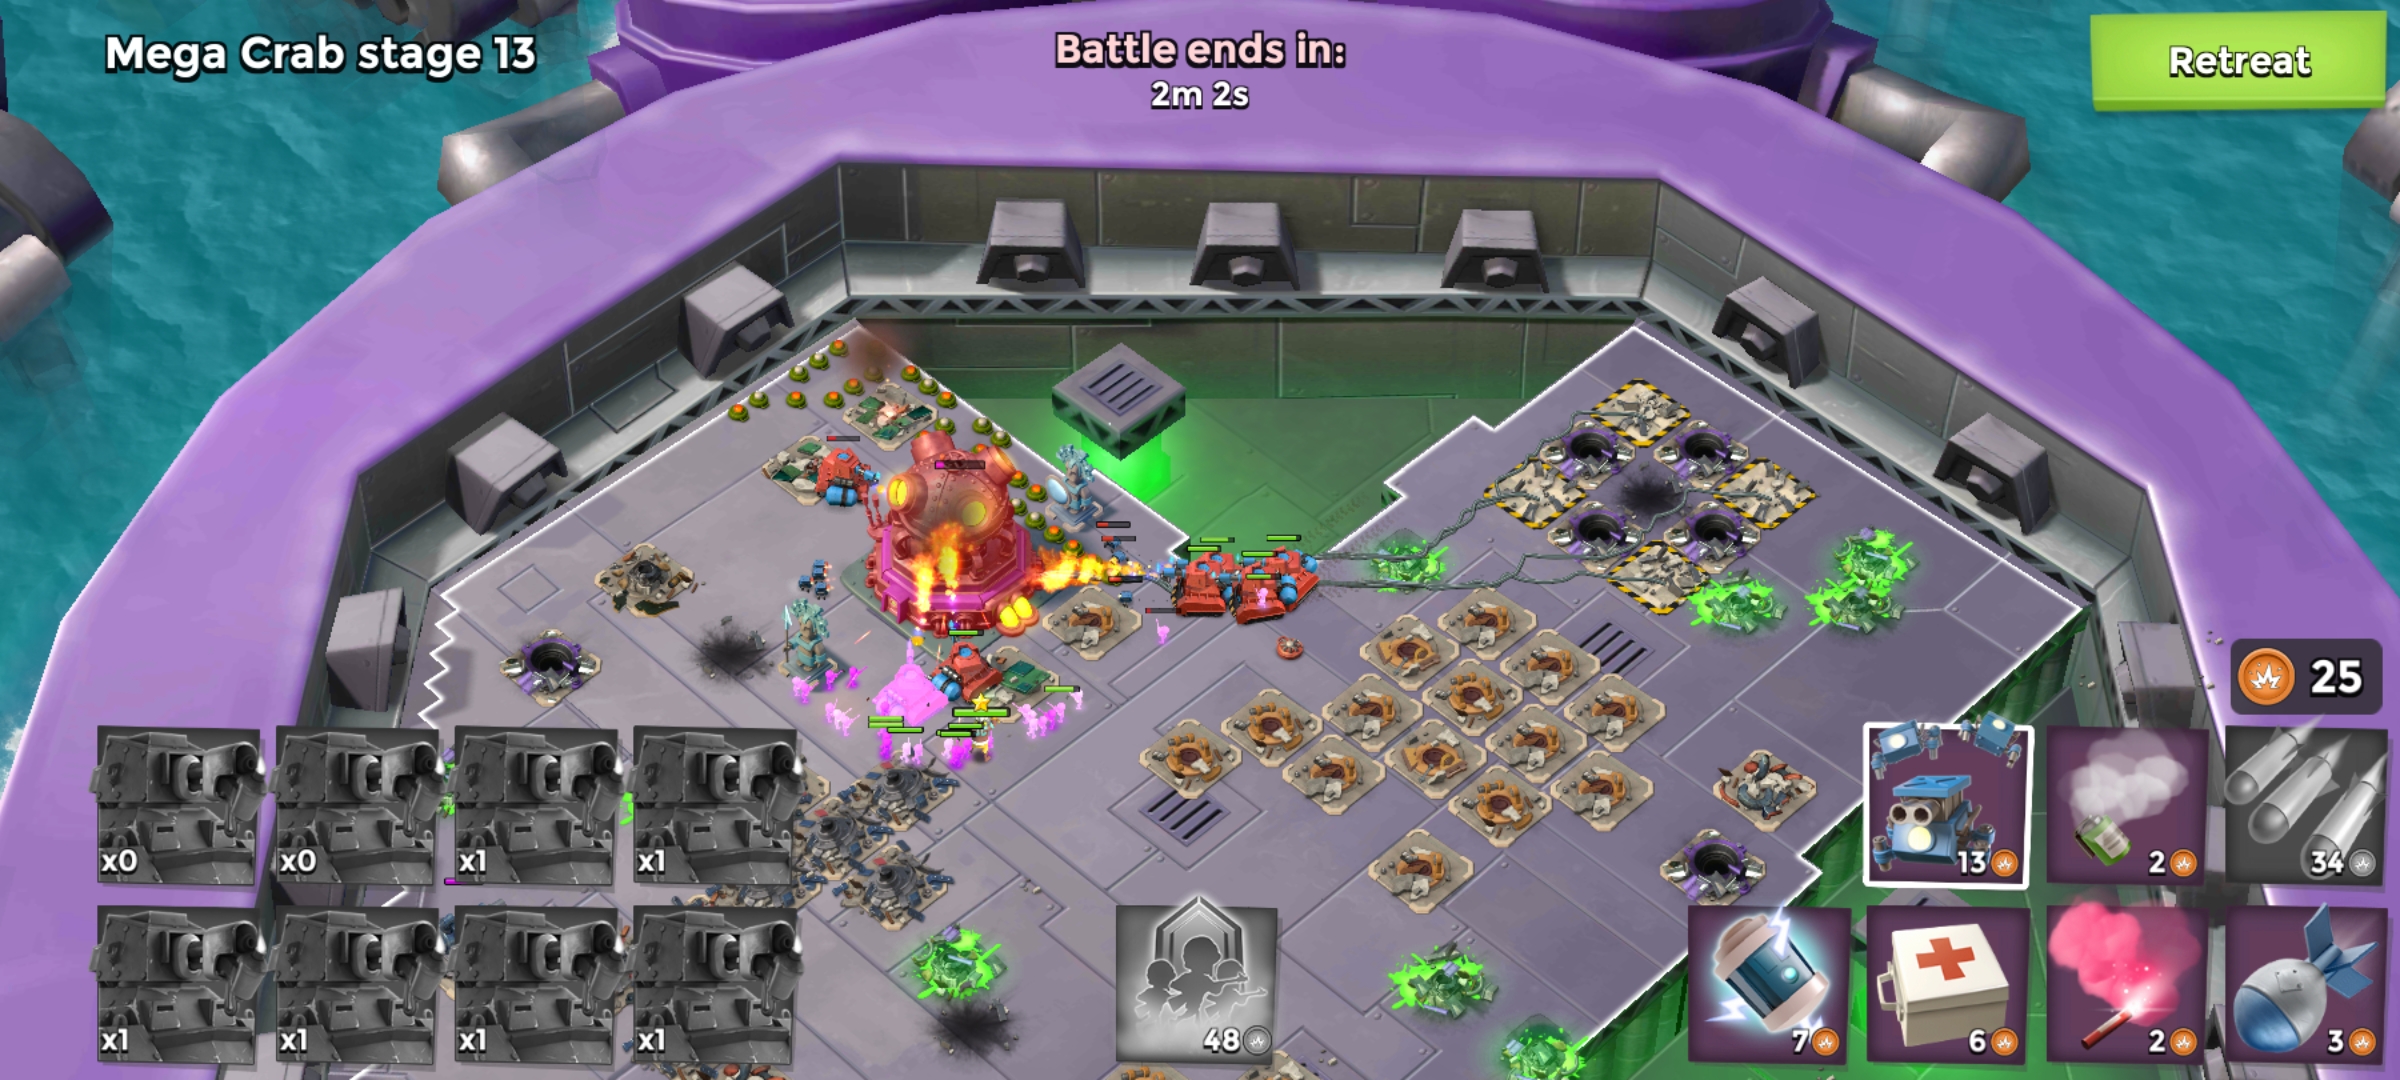 Mega Crab stage 13
Battle ends in:
2m 2s
Retreat
25
x0
x0
x1
x1
13
2
34
x1
x1
x1
x1
48
7
6
2
3